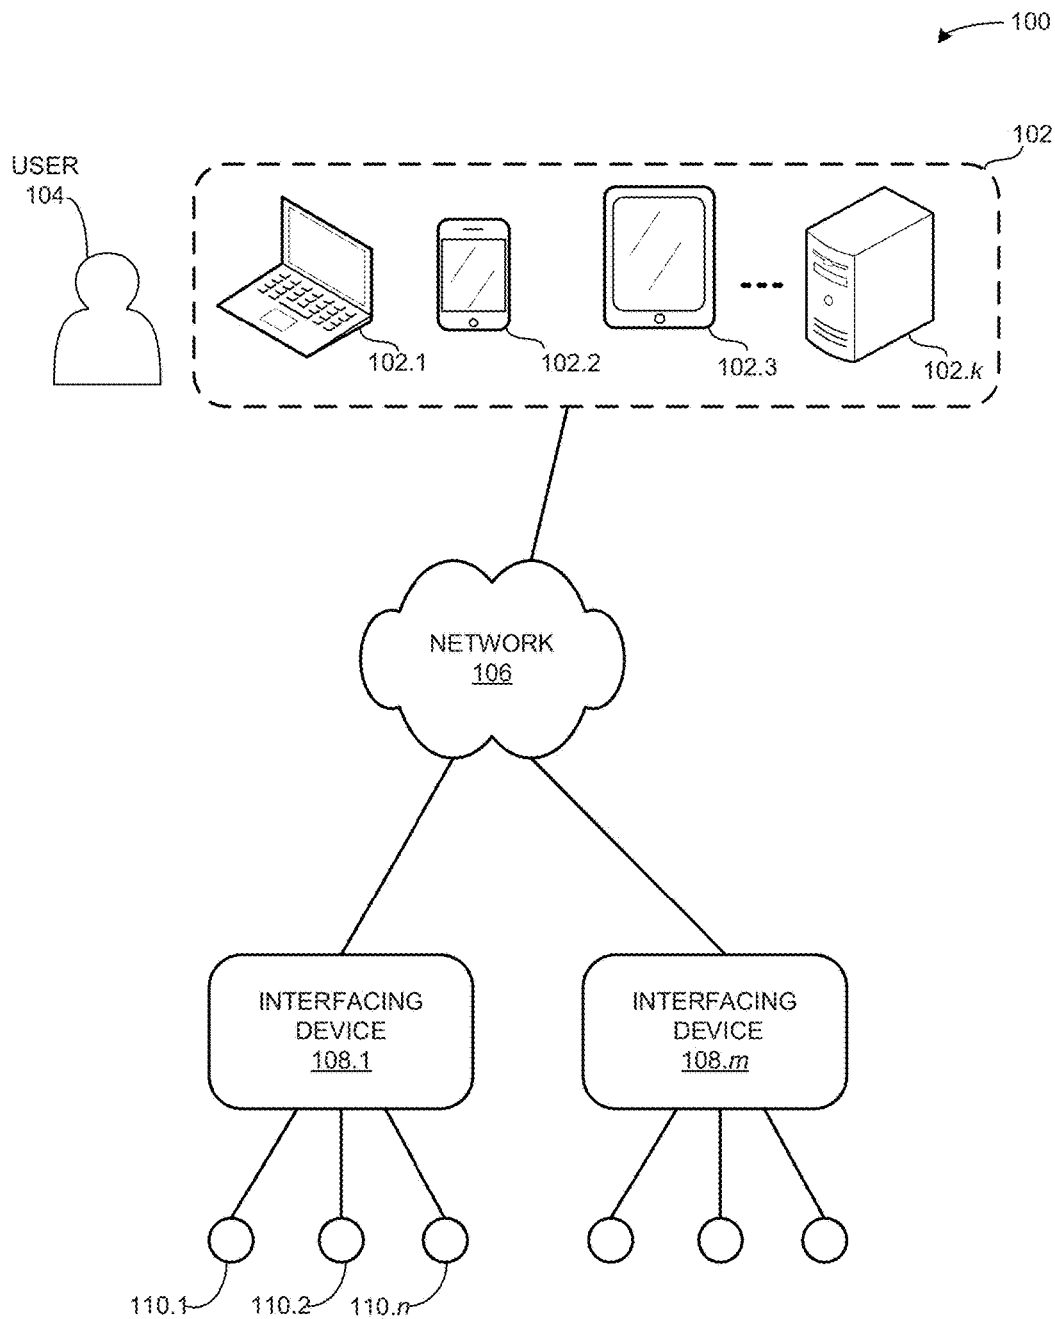 100
102
USER
104
102.1
102.2
102.3
102.k
NETWORK
106
INTERFACING
DEVICE
108.1
INTERFACING
DEVICE
108.m
110.1
110.2
110.n